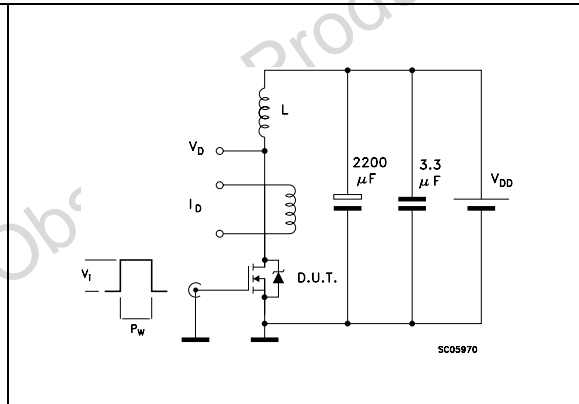 L
V_D
2200
μF
3.3
μF
V_DD
I_D
D.U.T.
V_i
P_W
SC05970